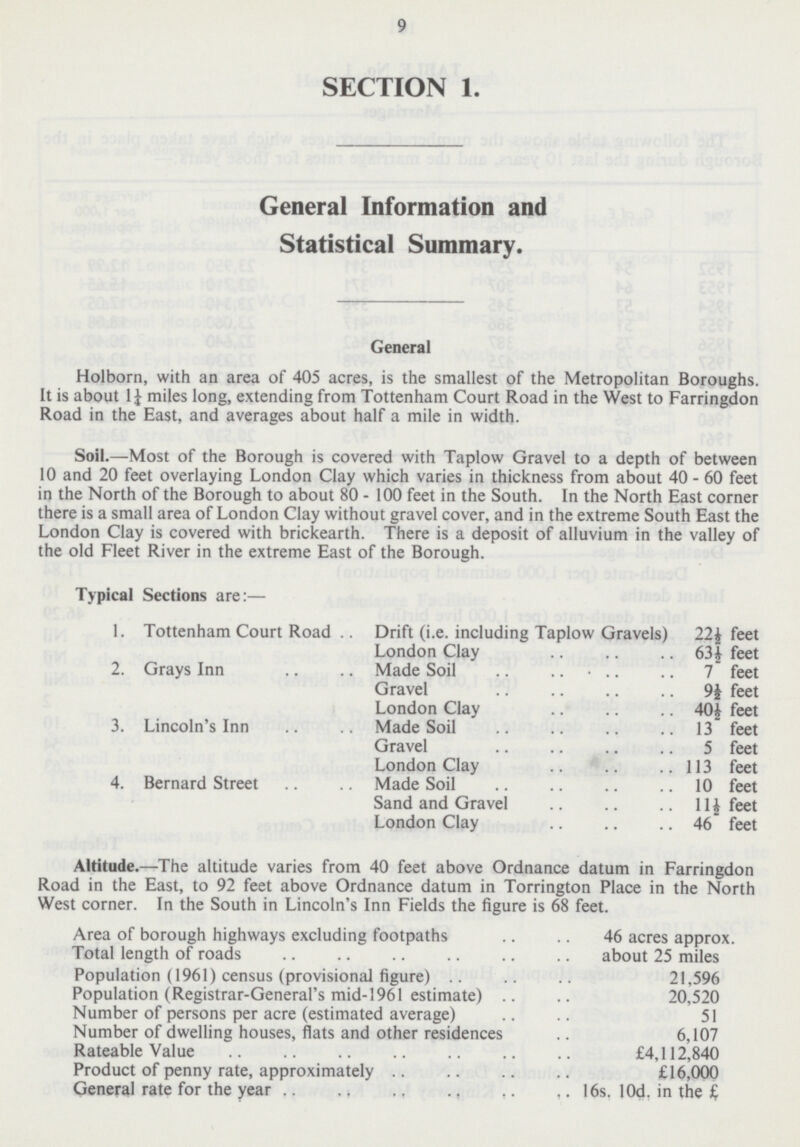 9
SECTION 1.
General Information and
Statistical Summary.
General
Holborn, with an area of 405 acres, is the smallest of the Metropolitan Boroughs.
It is about 1¼ miles long, extending from Tottenham Court Road in the West to Farringdon
Road in the East, and averages about half a mile in width.
Soil.—Most of the Borough is covered with Taplow Gravel to a depth of between
10 and 20 feet overlaying London Clay which varies in thickness from about 40 - 60 feet
in the North of the Borough to about 80 - 100 feet in the South. In the North East corner
there is a small area of London Clay without gravel cover, and in the extreme South East the
London Clay is covered with brickearth. There is a deposit of alluvium in the valley of
the old Fleet River in the extreme East of the Borough.
Typical Sections are:—
1. Tottenham Court Road .. Drift (i.e. including Taplow Gravels) 22½ feet
London Clay .. .. .. 63½ feet
2. Grays Inn .. .. Made Soil .. .. .. .. 7 feet
Gravel .. .. .. .. 9½ feet
London Clay .. .. .. 40½ feet
3. Lincoln's Inn .. .. Made Soil .. .. .. .. 13 feet
Gravel .. .. .. .. 5 feet
London Clay .. .. .. 113 feet
4. Bernard Street .. .. Made Soil .. .. .. .. 10 feet
Sand and Gravel .. .. .. 11½ feet
London Clay .. .. .. 46 feet
Altitude.—The altitude varies from 40 feet above Ordnance datum in Farringdon
Road in the East, to 92 feet above Ordnance datum in Torrington Place in the North
West corner. In the South in Lincoln's Inn Fields the figure is 68 feet.
Area of borough highways excluding footpaths .. .. 46 acres approx.
Total length of roads .. .. .. .. .. .. about 25 miles
Population (1961) census (provisional figure) .. .. .. 21,596
Population (Registrar-General's mid-1961 estimate) .. .. 20,520
Number of persons per acre (estimated average) .. .. 51
Number of dwelling houses, flats and other residences .. 6,107
Rateable Value .. .. .. .. .. .. .. £4,112,840
Product of penny rate, approximately .. .. .. .. £16,000
General rate for the year .. .. .. .. .. .. 16s. 10d. in the £